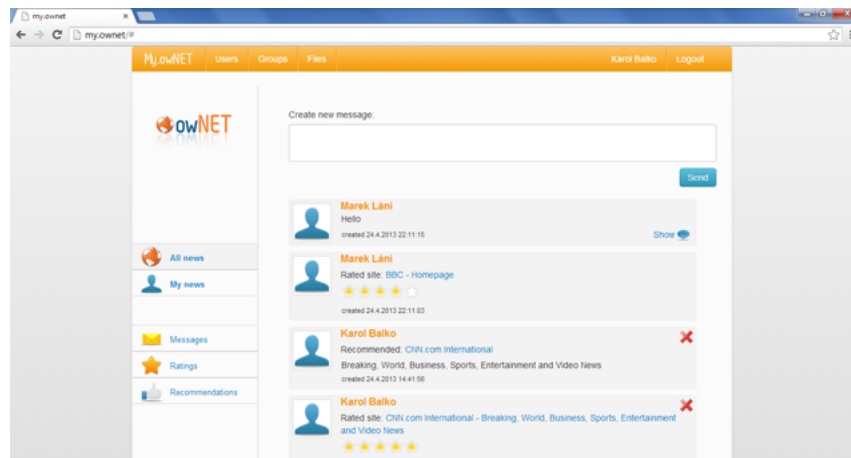 my.ownet
my.ownet/#
My.owNET Users Groups Files Karol Balko Logout
owNET
Create new message:
Send
Marek Láni
Hello
created 24.4.2013 22:11:15
Show
All news
Marek Láni
Rated site: BBC - Homepage
My news
created 24.4.2013 22:11:03
Messages
Karol Balko
Recommended: CNN.com International
Ratings
Breaking, World, Business, Sports, Entertainment and Video News
created 24.4.2013 14:41:56
Recommendations
Karol Balko
Rated site: CNN.com International - Breaking, World, Business, Sports, Entertainment
and Video News